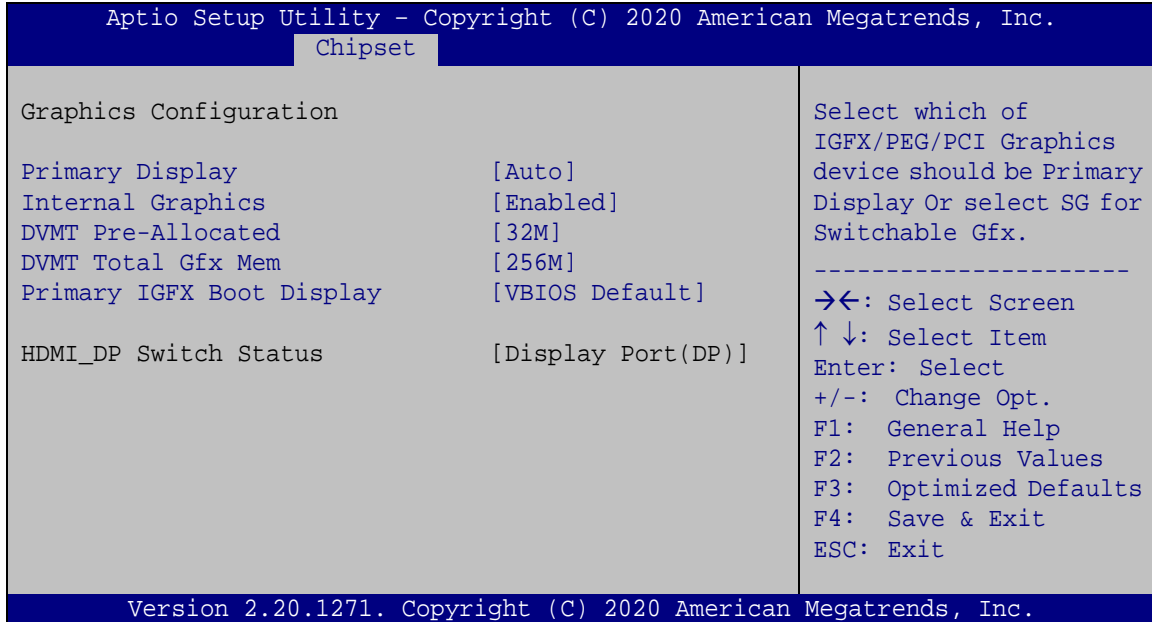 Aptio Setup Utility – Copyright (C) 2020 American Megatrends, Inc.
Chipset
Graphics Configuration
Primary Display [Auto]
Internal Graphics [Enabled]
DVMT Pre-Allocated [32M]
DVMT Total Gfx Mem [256M]
Primary IGFX Boot Display [VBIOS Default]
HDMI_DP Switch Status [Display Port(DP)]
Select which of
IGFX/PEG/PCI Graphics
device should be Primary
Display Or select SG for
Switchable Gfx.
----------------------
→←: Select Screen
↑ ↓: Select Item
Enter: Select
+/-: Change Opt.
F1: General Help
F2: Previous Values
F3: Optimized Defaults
F4: Save & Exit
ESC: Exit
Version 2.20.1271. Copyright (C) 2020 American Megatrends, Inc.